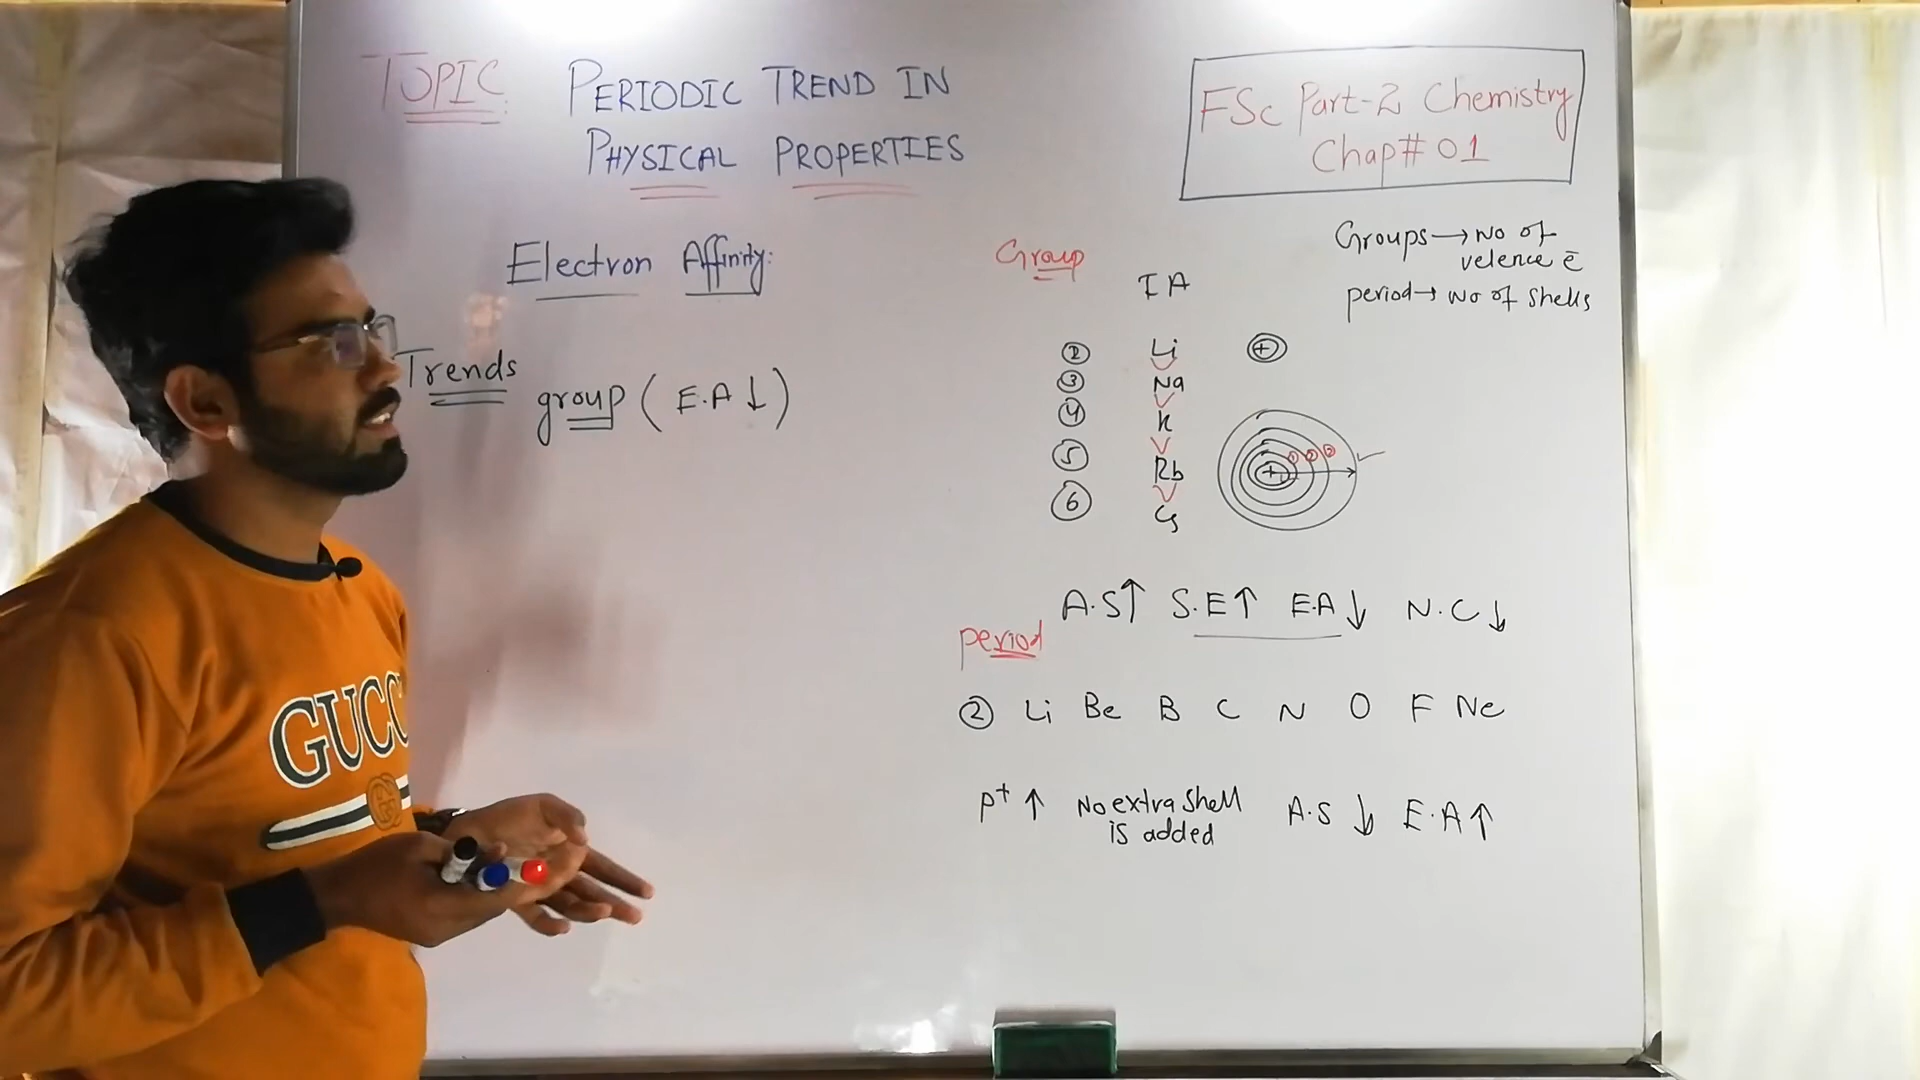 TOPIC: PERIODIC TREND IN
PHYSICAL PROPERTIES
FSc Part-2 Chemistry
Chap# 01
Electron Affinity:
Trends
group ( E.A ↓ )
Group
I A
Groups → No of
velence ē
period → No of Shells
② Li +
③ Na
④ K
⑤ Rb +
⑥ Cs
A.S↑ S.E↑ E.A↓ N.C↓
period
② Li Be B C N O F Ne
P+ ↑ No extra shell
is added
A.S ↓ E.A↑
GUCC